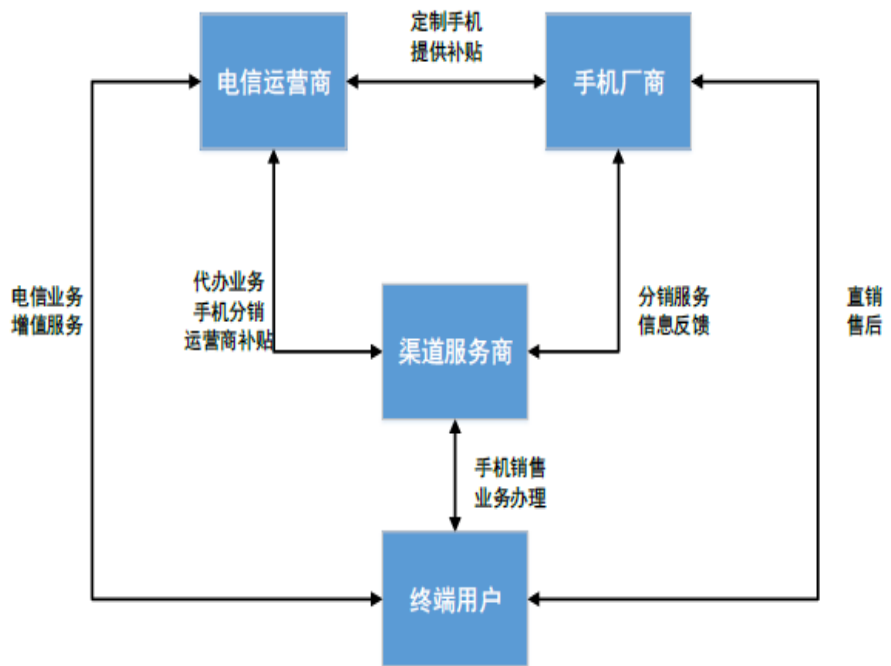 定制手机
提供补贴
电信运营商
手机厂商
电信业务
增值服务
代办业务
手机分销
运营商补贴
渠道服务商
分销服务
信息反馈
直销
售后
手机销售
业务办理
终端用户